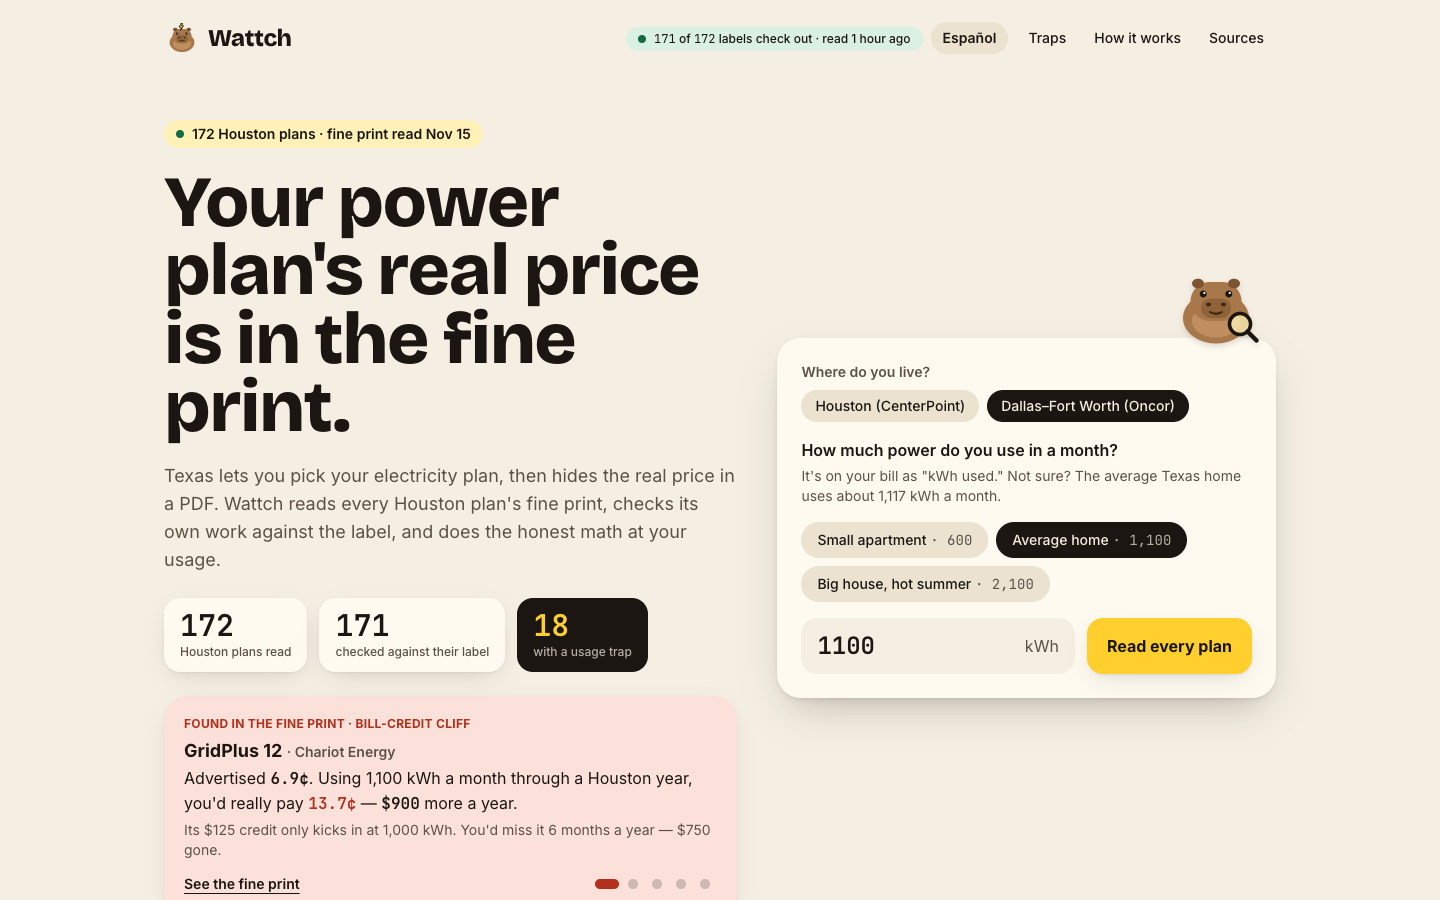 Wattch
171 of 172 labels check out · read 1 hour ago
Español
Traps
How it works
Sources
172 Houston plans · fine print read Nov 15
Your power
plan's real price
is in the fine
print.
Texas lets you pick your electricity plan, then hides the real price in
a PDF. Wattch reads every Houston plan's fine print, checks its
own work against the label, and does the honest math at your
usage.
172
Houston plans read
171
checked against their label
18
with a usage trap
FOUND IN THE FINE PRINT · BILL-CREDIT CLIFF
GridPlus 12 · Chariot Energy
Advertised 6.9¢. Using 1,100 kWh a month through a Houston year,
you'd really pay 13.7¢ — $900 more a year.
Its $125 credit only kicks in at 1,000 kWh. You'd miss it 6 months a year — $750
gone.
See the fine print
Where do you live?
Houston (CenterPoint)
Dallas–Fort Worth (Oncor)
How much power do you use in a month?
It's on your bill as "kWh used." Not sure? The average Texas home
uses about 1,117 kWh a month.
Small apartment · 600
Average home · 1,100
Big house, hot summer · 2,100
1100 kWh
Read every plan